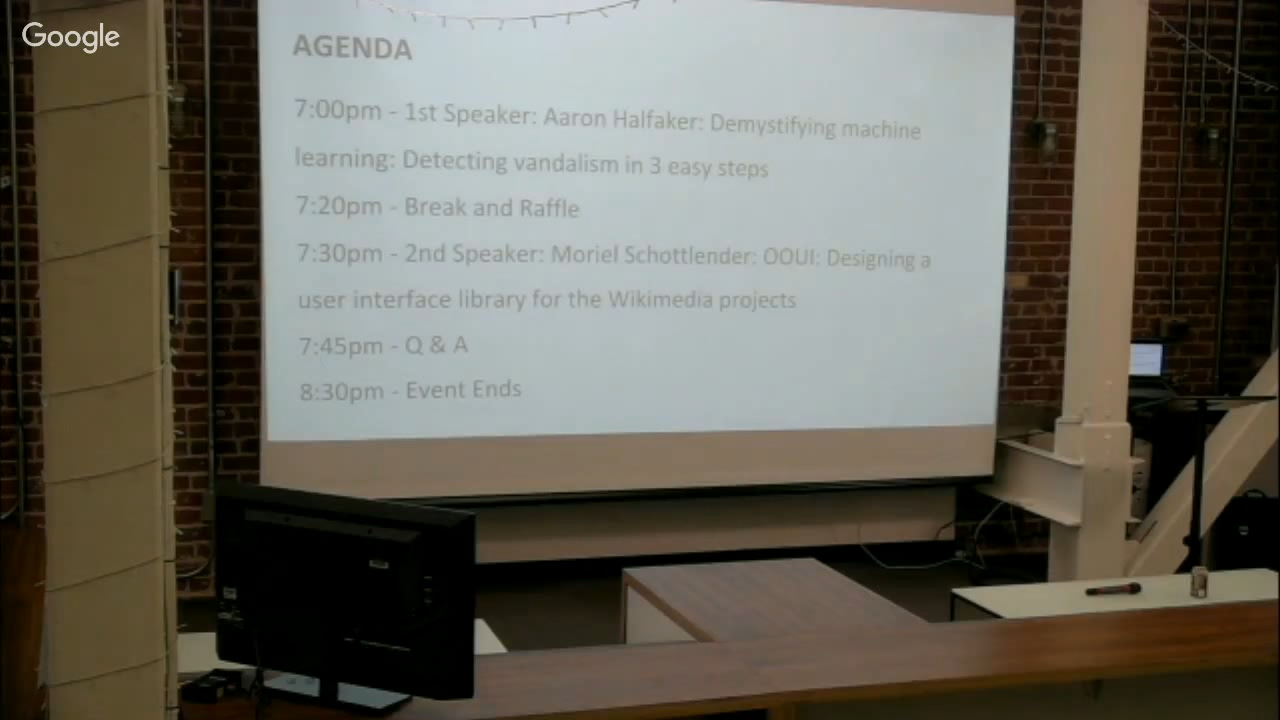 Google
AGENDA
7:00pm - 1st Speaker: Aaron Halfaker: Demystifying machine
learning: Detecting vandalism in 3 easy steps
7:20pm - Break and Raffle
7:30pm - 2nd Speaker: Moriel Schottlender: OOUI: Designing a
user interface library for the Wikimedia projects
7:45pm - Q & A
8:30pm - Event Ends